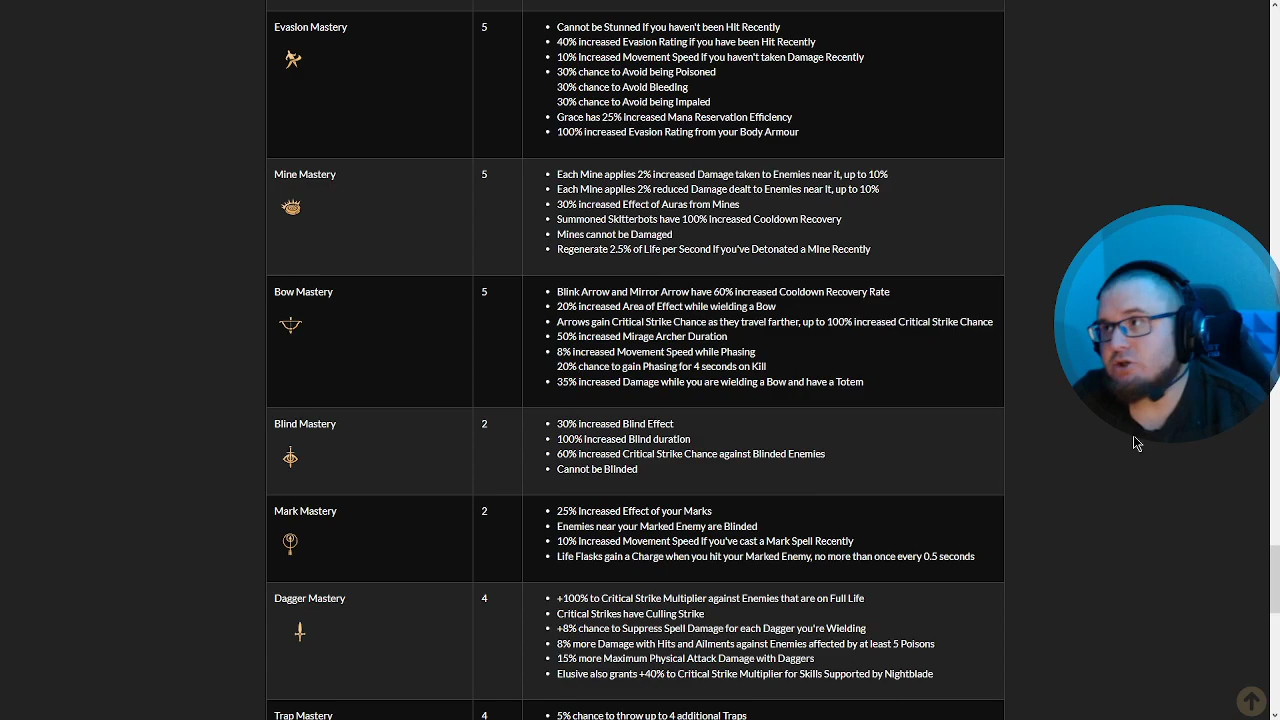 Evasion Mastery
5
Cannot be Stunned if you haven't been Hit Recently
40% increased Evasion Rating if you have been Hit Recently
10% increased Movement Speed if you haven't taken Damage Recently
30% chance to Avoid being Poisoned
30% chance to Avoid Bleeding
30% chance to Avoid being Impaled
Grace has 25% increased Mana Reservation Efficiency
100% increased Evasion Rating from your Body Armour
Mine Mastery
5
Each Mine applies 2% increased Damage taken to Enemies near it, up to 10%
Each Mine applies 2% reduced Damage dealt to Enemies near it, up to 10%
30% increased Effect of Auras from Mines
Summoned Skitterbots have 100% increased Cooldown Recovery
Mines cannot be Damaged
Regenerate 2.5% of Life per Second if you've Detonated a Mine Recently
Bow Mastery
5
Blink Arrow and Mirror Arrow have 60% increased Cooldown Recovery Rate
20% increased Area of Effect while wielding a Bow
Arrows gain Critical Strike Chance as they travel farther, up to 100% increased Critical Strike Chance
50% increased Mirage Archer Duration
8% increased Movement Speed while Phasing
20% chance to gain Phasing for 4 seconds on Kill
35% increased Damage while you are wielding a Bow and have a Totem
Blind Mastery
2
30% increased Blind Effect
100% increased Blind duration
60% increased Critical Strike Chance against Blinded Enemies
Cannot be Blinded
Mark Mastery
2
25% increased Effect of your Marks
Enemies near your Marked Enemy are Blinded
10% increased Movement Speed if you've cast a Mark Spell Recently
Life Flasks gain a Charge when you hit your Marked Enemy, no more than once every 0.5 seconds
Dagger Mastery
4
+100% to Critical Strike Multiplier against Enemies that are on Full Life
Critical Strikes have Culling Strike
+8% chance to Suppress Spell Damage for each Dagger you're Wielding
8% more Damage with Hits and Ailments against Enemies affected by at least 5 Poisons
15% more Maximum Physical Attack Damage with Daggers
Elusive also grants +40% to Critical Strike Multiplier for Skills Supported by Nightblade
Trap Mastery
4
5% chance to throw up to 4 additional Traps